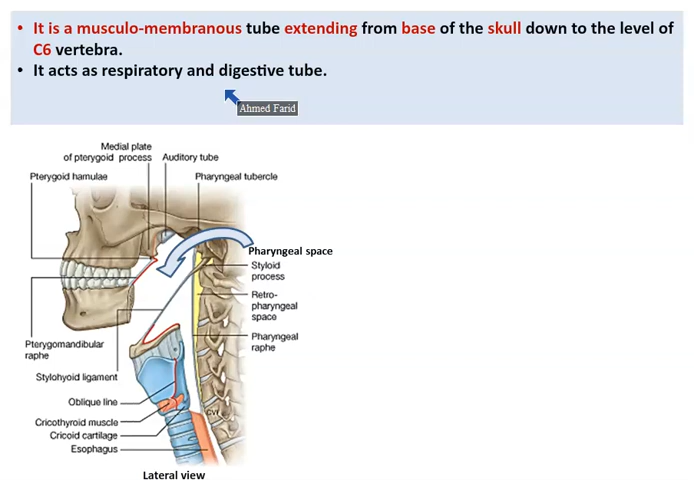 • It is a musculo-membranous tube extending from base of the skull down to the level of
C6 vertebra.
• It acts as respiratory and digestive tube.
Ahmed Farid
Medial plate
of pterygoid process
Auditory tube
Pterygoid hamulae
Pharyngeal tubercle
Pharyngeal space
Styloid
process
Retro-
pharyngeal
space
Pharyngeal
raphe
Pterygomandibular
raphe
Stylohyoid ligament
Oblique line
Cricothyroid muscle
Cricoid cartilage
Esophagus
CVI
Lateral view